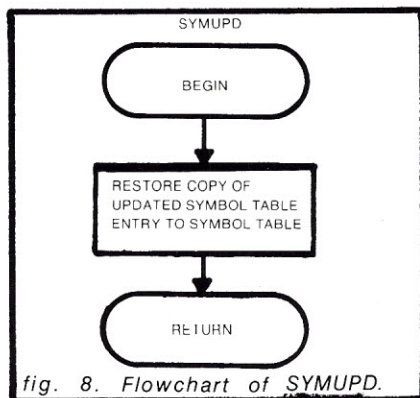 SYMUPD
BEGIN
RESTORE COPY OF
UPDATED SYMBOL TABLE
ENTRY TO SYMBOL TABLE
RETURN
fig. 8. Flowchart of SYMUPD.